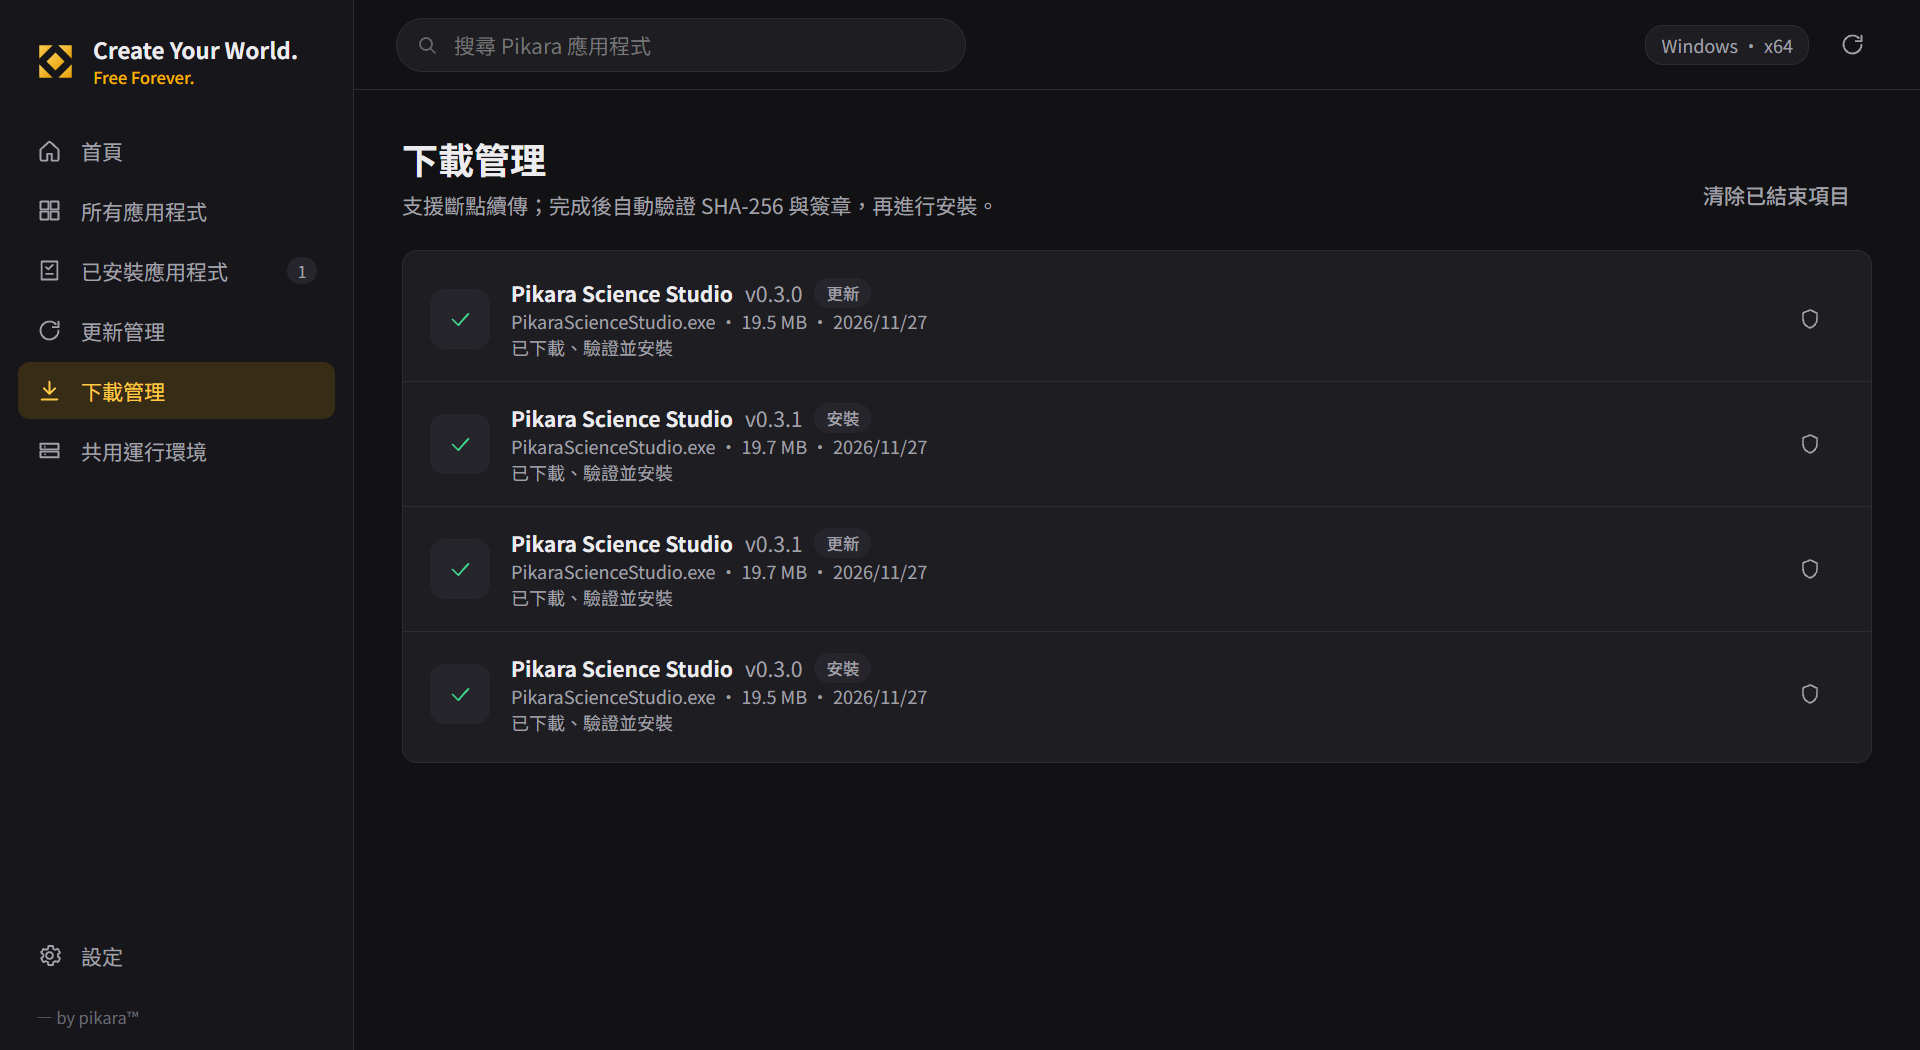 Create Your World.
Free Forever.
首頁
所有應用程式
已安裝應用程式 1
更新管理
下載管理
共用運行環境
設定
— by pikara™
搜尋 Pikara 應用程式
Windows • x64
下載管理
支援斷點續傳；完成後自動驗證 SHA-256 與簽章，再進行安裝。
清除已結束項目
Pikara Science Studio v0.3.0 更新
PikaraScienceStudio.exe • 19.5 MB • 2026/11/27
已下載、驗證並安裝
Pikara Science Studio v0.3.1 安裝
PikaraScienceStudio.exe • 19.7 MB • 2026/11/27
已下載、驗證並安裝
Pikara Science Studio v0.3.1 更新
PikaraScienceStudio.exe • 19.7 MB • 2026/11/27
已下載、驗證並安裝
Pikara Science Studio v0.3.0 安裝
PikaraScienceStudio.exe • 19.5 MB • 2026/11/27
已下載、驗證並安裝